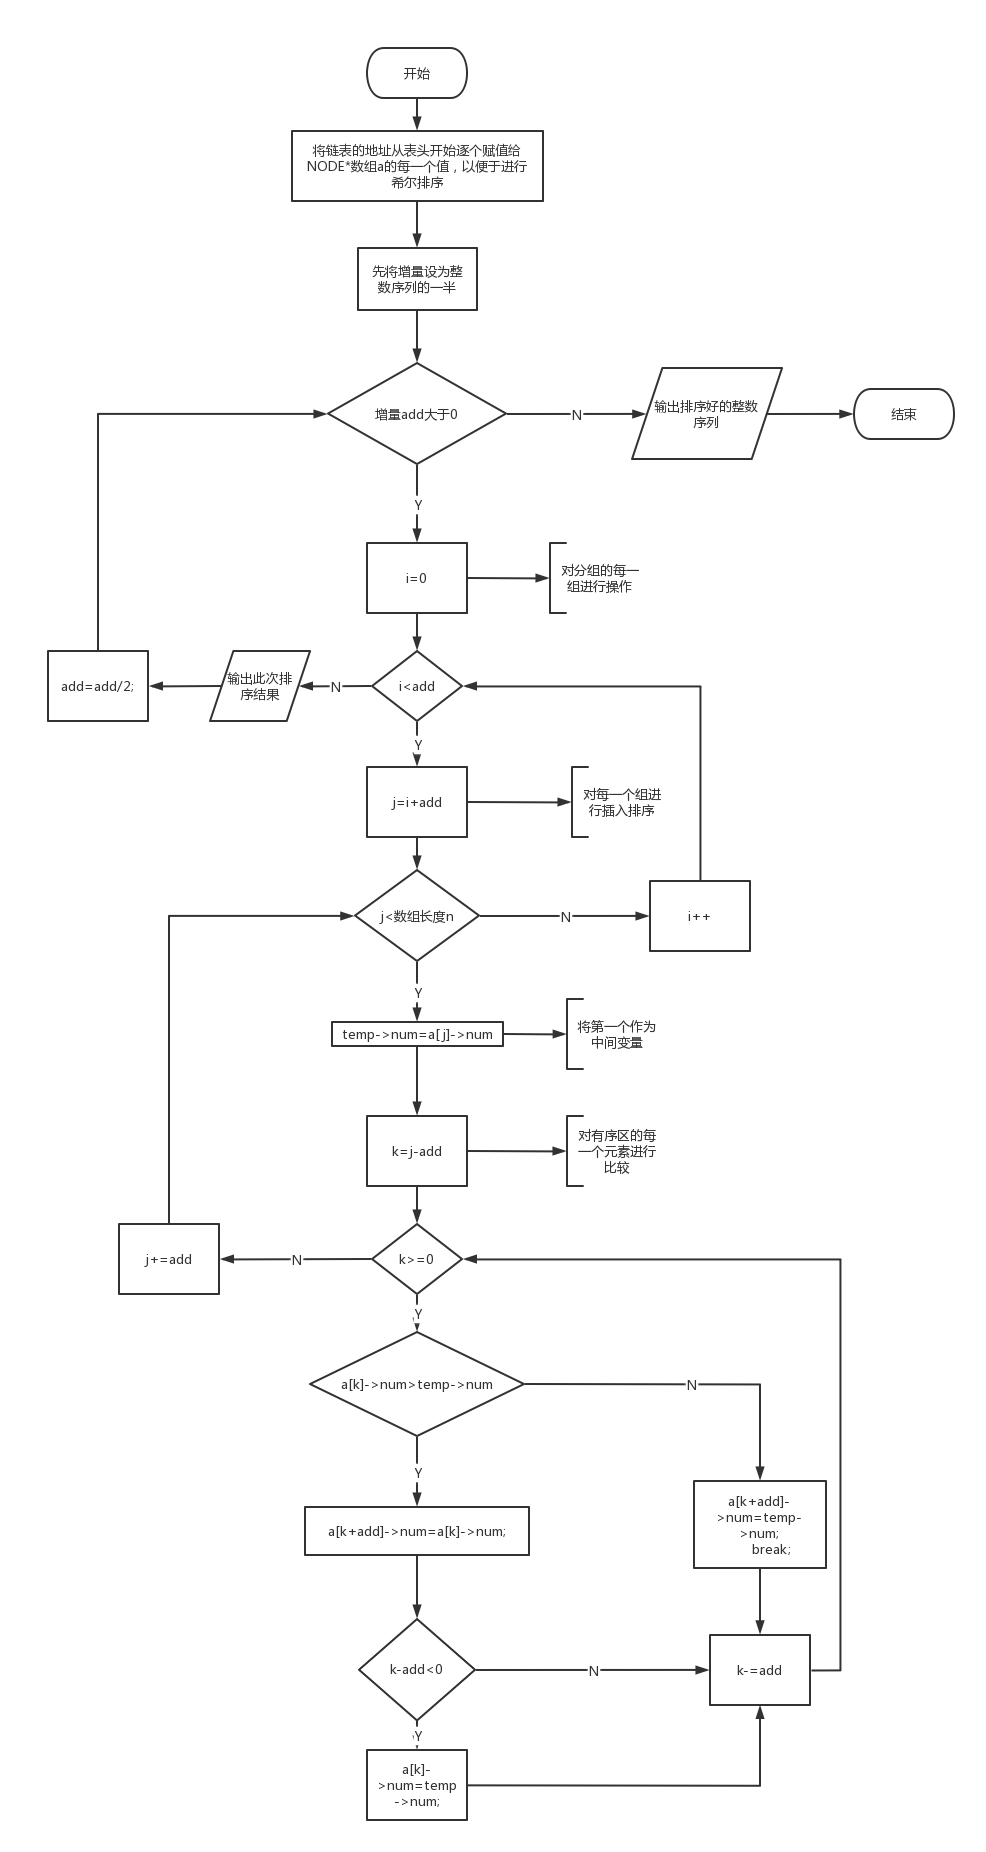 开始
将链表的地址从表头开始逐个赋值给
NODE*数组a的每一个值，以便于进行
希尔排序
先将增量设为整
数序列的一半
增量add大于0
N
输出排序好的整数
序列
结束
Y
i=0
对分组的每一
组进行操作
add=add/2;
输出此次排
序结果
N
i<add
Y
j=i+add
对每一个组进
行插入排序
j<数组长度n
N
i++
Y
temp->num=a[j]->num
将第一个作为
中间变量
k=j-add
对有序区的每
一个元素进行
比较
j+=add
N
k>=0
Y
a[k]->num>temp->num
N
Y
a[k+add]->num=a[k]->num;
a[k+add]-
>num=temp-
>num;
break;
k-add<0
N
k-=add
Y
a[k]-
>num=temp
->num;